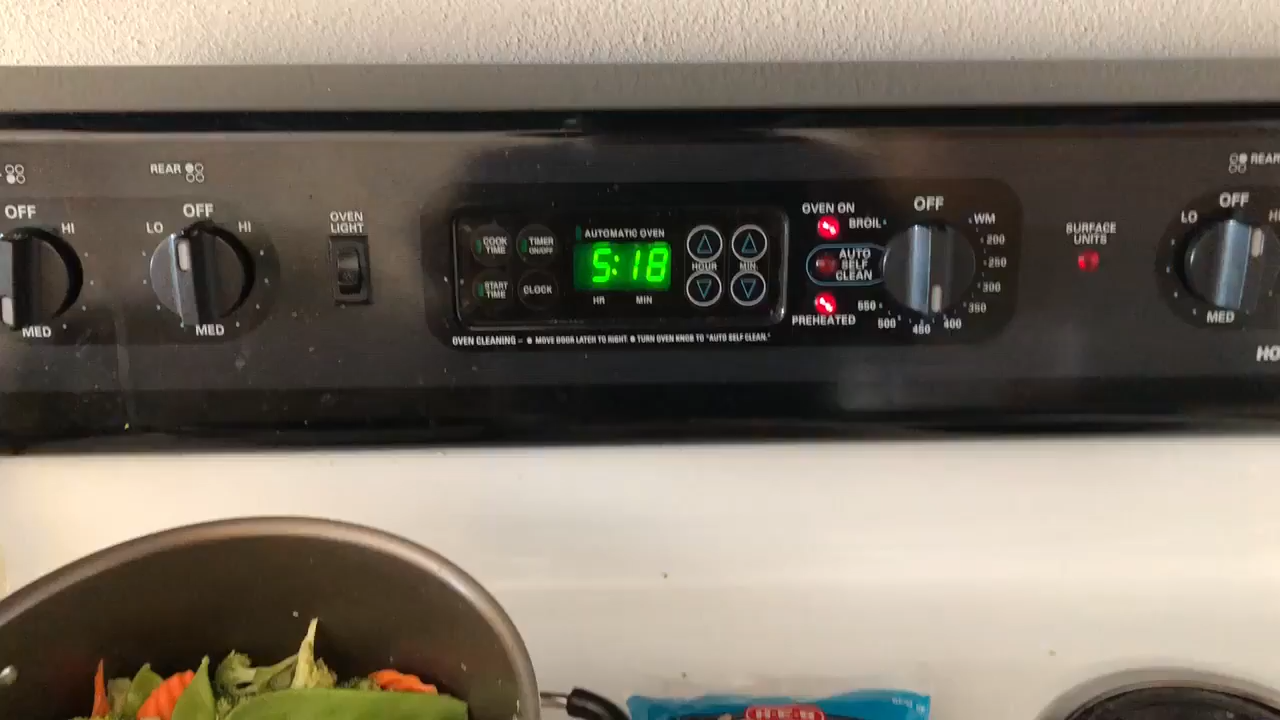 REAR
OFF
HI
MED
REAR
OFF
LO
HI
MED
OVEN
LIGHT
COOK
TIME
TIMER
ON/OFF
START
TIME
CLOCK
AUTOMATIC OVEN
5:18
HR MIN
HOUR
MIN
OVEN CLEANING – ● MOVE DOOR LATCH TO RIGHT. ● TURN OVEN KNOB TO "AUTO SELF CLEAN."
OVEN ON
BROIL
AUTO
SELF
CLEAN
PREHEATED
OFF
WM
200
250
300
350
400
450
500
550
SURFACE
UNITS
OFF
LO
MED
H-E-B